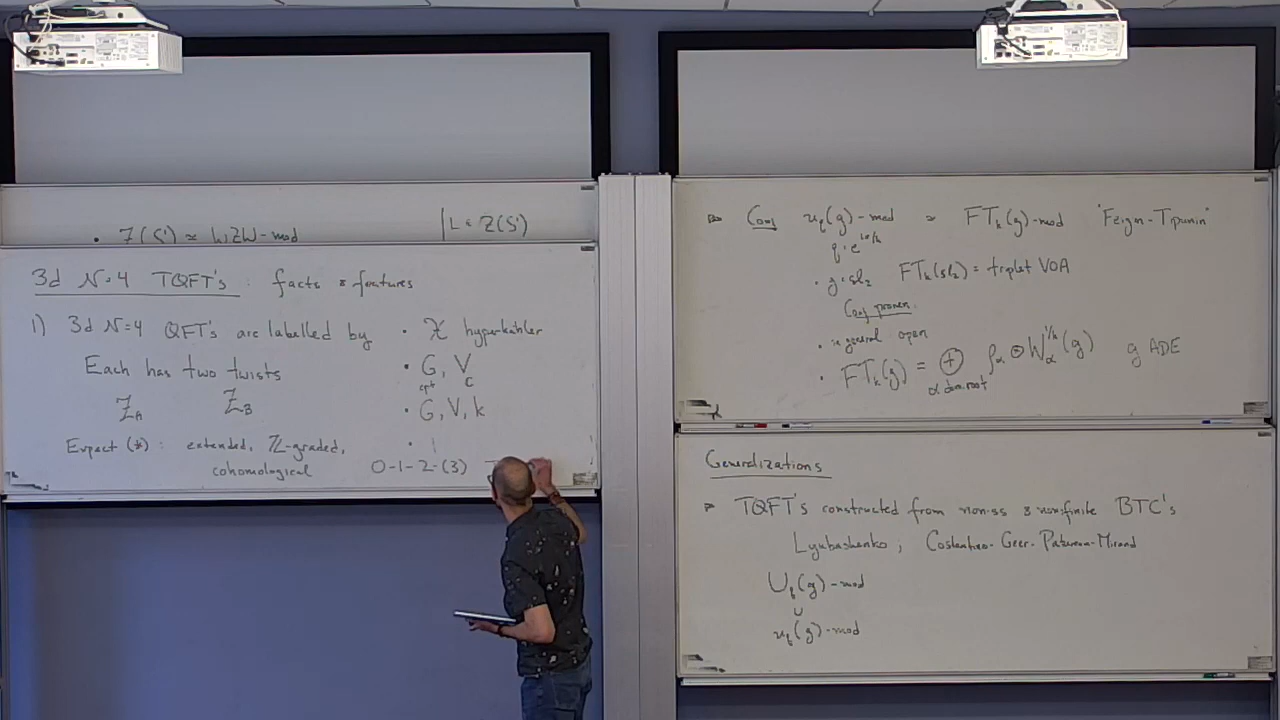 • Z(S¹) ≃ WZW-mod
L ∈ Z(S¹)
3d N=4 TQFT's : facts & features
1) 3d N=4 QFT's are labelled by • X hyperkähler
Each has two twists • G, V
cpt C
Z_A Z_B • G, V, k
Expect (*) : extended, Z-graded,
cohomological 0-1-2-(3) T
▷ Conj u_q(g)-mod ≃ FT_k(g)-mod "Feigin-Tipunin"
q = e^{iπ/k}
• g = sl₂ FT_k(sl₂) = triplet VOA
Conj proven.
• in general open
• FT_k(g) = ⊕ ρ_α ⊗ W_α^{1/k}(g) g ADE
α dom. root
Generalizations
▷ TQFT's constructed from non-ss & nonfinite BTC's
Lyubashenko ; Costantino-Geer-Patureau-Mirand
U_q(g)-mod
∪
u_q(g)-mod